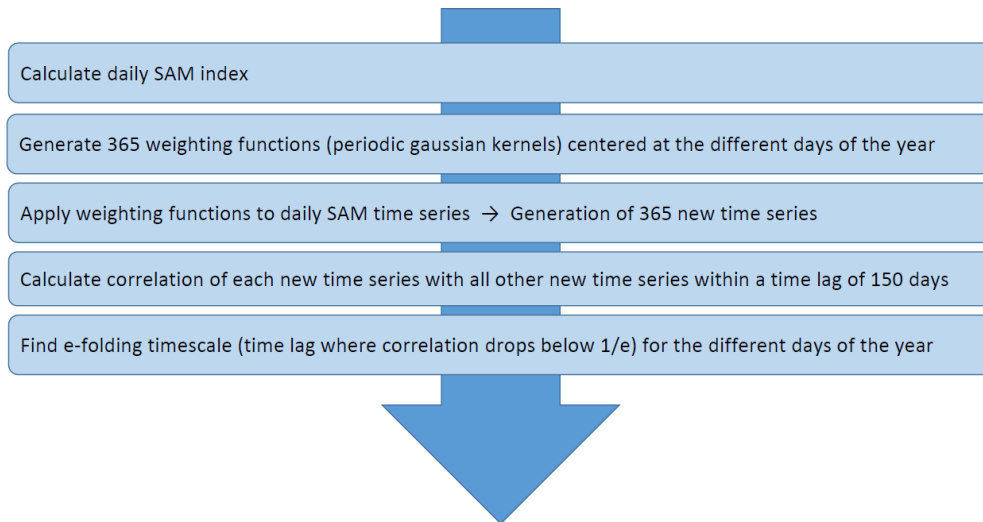 Calculate daily SAM index
Generate 365 weighting functions (periodic gaussian kernels) centered at the different days of the year
Apply weighting functions to daily SAM time series → Generation of 365 new time series
Calculate correlation of each new time series with all other new time series within a time lag of 150 days
Find e-folding timescale (time lag where correlation drops below 1/e) for the different days of the year